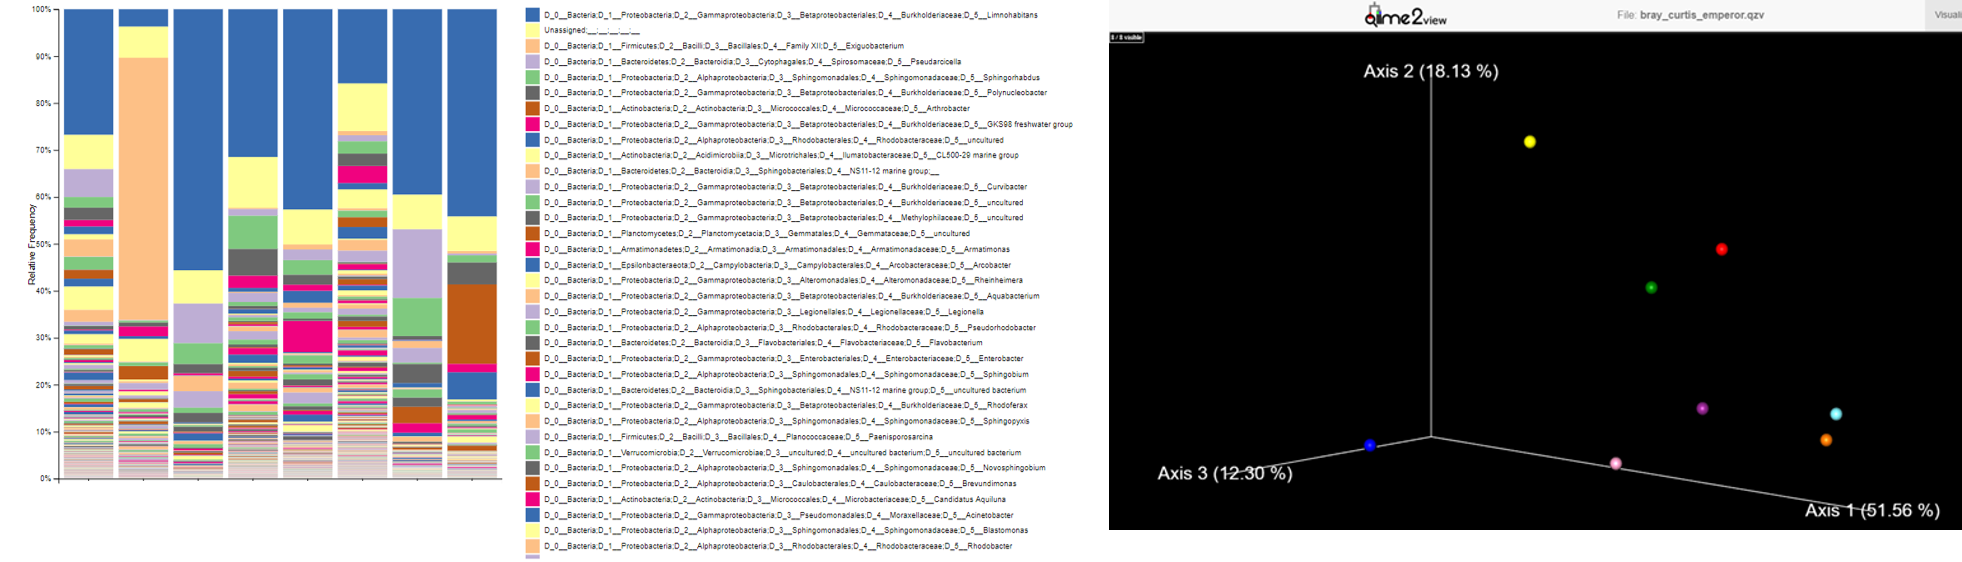 100%
90%
80%
70%
60%
50%
40%
30%
20%
10%
0%
Relative Frequency
D_0__Bacteria;D_1__Proteobacteria;D_2__Gammaproteobacteria;D_3__Betaproteobacteriales;D_4__Burkholderiaceae;D_5__Limnohabitans
Unassigned;__;__;__;__;__
D_0__Bacteria;D_1__Firmicutes;D_2__Bacilli;D_3__Bacillales;D_4__Family XII;D_5__Exiguobacterium
D_0__Bacteria;D_1__Bacteroidetes;D_2__Bacteroidia;D_3__Cytophagales;D_4__Spirosomaceae;D_5__Pseudarcicella
D_0__Bacteria;D_1__Proteobacteria;D_2__Alphaproteobacteria;D_3__Sphingomonadales;D_4__Sphingomonadaceae;D_5__Sphingorhabdus
D_0__Bacteria;D_1__Proteobacteria;D_2__Gammaproteobacteria;D_3__Betaproteobacteriales;D_4__Burkholderiaceae;D_5__Polynucleobacter
D_0__Bacteria;D_1__Actinobacteria;D_2__Actinobacteria;D_3__Micrococcales;D_4__Micrococcaceae;D_5__Arthrobacter
D_0__Bacteria;D_1__Proteobacteria;D_2__Gammaproteobacteria;D_3__Betaproteobacteriales;D_4__Burkholderiaceae;D_5__GKS98 freshwater group
D_0__Bacteria;D_1__Proteobacteria;D_2__Alphaproteobacteria;D_3__Rhodobacterales;D_4__Rhodobacteraceae;D_5__uncultured
D_0__Bacteria;D_1__Actinobacteria;D_2__Acidimicrobiia;D_3__Microtrichales;D_4__Ilumatobacteraceae;D_5__CL500-29 marine group
D_0__Bacteria;D_1__Bacteroidetes;D_2__Bacteroidia;D_3__Sphingobacteriales;D_4__NS11-12 marine group;__
D_0__Bacteria;D_1__Proteobacteria;D_2__Gammaproteobacteria;D_3__Betaproteobacteriales;D_4__Burkholderiaceae;D_5__Curvibacter
D_0__Bacteria;D_1__Proteobacteria;D_2__Gammaproteobacteria;D_3__Betaproteobacteriales;D_4__Burkholderiaceae;D_5__uncultured
D_0__Bacteria;D_1__Proteobacteria;D_2__Gammaproteobacteria;D_3__Betaproteobacteriales;D_4__Methylophilaceae;D_5__uncultured
D_0__Bacteria;D_1__Planctomycetes;D_2__Planctomycetacia;D_3__Gemmatales;D_4__Gemmataceae;D_5__uncultured
D_0__Bacteria;D_1__Armatimonadetes;D_2__Armatimonadia;D_3__Armatimonadales;D_4__Armatimonadaceae;D_5__Armatimonas
D_0__Bacteria;D_1__Epsilonbacteraeota;D_2__Campylobacteria;D_3__Campylobacterales;D_4__Arcobacteraceae;D_5__Arcobacter
D_0__Bacteria;D_1__Proteobacteria;D_2__Gammaproteobacteria;D_3__Alteromonadales;D_4__Alteromonadaceae;D_5__Rheinheimera
D_0__Bacteria;D_1__Proteobacteria;D_2__Gammaproteobacteria;D_3__Betaproteobacteriales;D_4__Burkholderiaceae;D_5__Aquabacterium
D_0__Bacteria;D_1__Proteobacteria;D_2__Gammaproteobacteria;D_3__Legionellales;D_4__Legionellaceae;D_5__Legionella
D_0__Bacteria;D_1__Proteobacteria;D_2__Alphaproteobacteria;D_3__Rhodobacterales;D_4__Rhodobacteraceae;D_5__Pseudorhodobacter
D_0__Bacteria;D_1__Bacteroidetes;D_2__Bacteroidia;D_3__Flavobacteriales;D_4__Flavobacteriaceae;D_5__Flavobacterium
D_0__Bacteria;D_1__Proteobacteria;D_2__Gammaproteobacteria;D_3__Enterobacteriales;D_4__Enterobacteriaceae;D_5__Enterobacter
D_0__Bacteria;D_1__Proteobacteria;D_2__Alphaproteobacteria;D_3__Sphingomonadales;D_4__Sphingomonadaceae;D_5__Sphingobium
D_0__Bacteria;D_1__Bacteroidetes;D_2__Bacteroidia;D_3__Sphingobacteriales;D_4__NS11-12 marine group;D_5__uncultured bacterium
D_0__Bacteria;D_1__Proteobacteria;D_2__Gammaproteobacteria;D_3__Betaproteobacteriales;D_4__Burkholderiaceae;D_5__Rhodoferax
D_0__Bacteria;D_1__Proteobacteria;D_2__Alphaproteobacteria;D_3__Sphingomonadales;D_4__Sphingomonadaceae;D_5__Sphingopyxis
D_0__Bacteria;D_1__Firmicutes;D_2__Bacilli;D_3__Bacillales;D_4__Planococcaceae;D_5__Paenisporosarcina
D_0__Bacteria;D_1__Verrucomicrobia;D_2__Verrucomicrobiae;D_3__uncultured;D_4__uncultured bacterium;D_5__uncultured bacterium
D_0__Bacteria;D_1__Proteobacteria;D_2__Alphaproteobacteria;D_3__Sphingomonadales;D_4__Sphingomonadaceae;D_5__Novosphingobium
D_0__Bacteria;D_1__Proteobacteria;D_2__Alphaproteobacteria;D_3__Caulobacterales;D_4__Caulobacteraceae;D_5__Brevundimonas
D_0__Bacteria;D_1__Actinobacteria;D_2__Actinobacteria;D_3__Micrococcales;D_4__Microbacteriaceae;D_5__Candidatus Aquiluna
D_0__Bacteria;D_1__Proteobacteria;D_2__Gammaproteobacteria;D_3__Pseudomonadales;D_4__Moraxellaceae;D_5__Acinetobacter
D_0__Bacteria;D_1__Proteobacteria;D_2__Alphaproteobacteria;D_3__Sphingomonadales;D_4__Sphingomonadaceae;D_5__Blastomonas
D_0__Bacteria;D_1__Proteobacteria;D_2__Alphaproteobacteria;D_3__Rhodobacterales;D_4__Rhodobacteraceae;D_5__Rhodobacter
qiime2view
File: bray_curtis_emperor.qzv
Visuali
8 / 8 visible
Axis 2 (18.13 %)
Axis 3 (12.30 %)
Axis 1 (51.56 %)